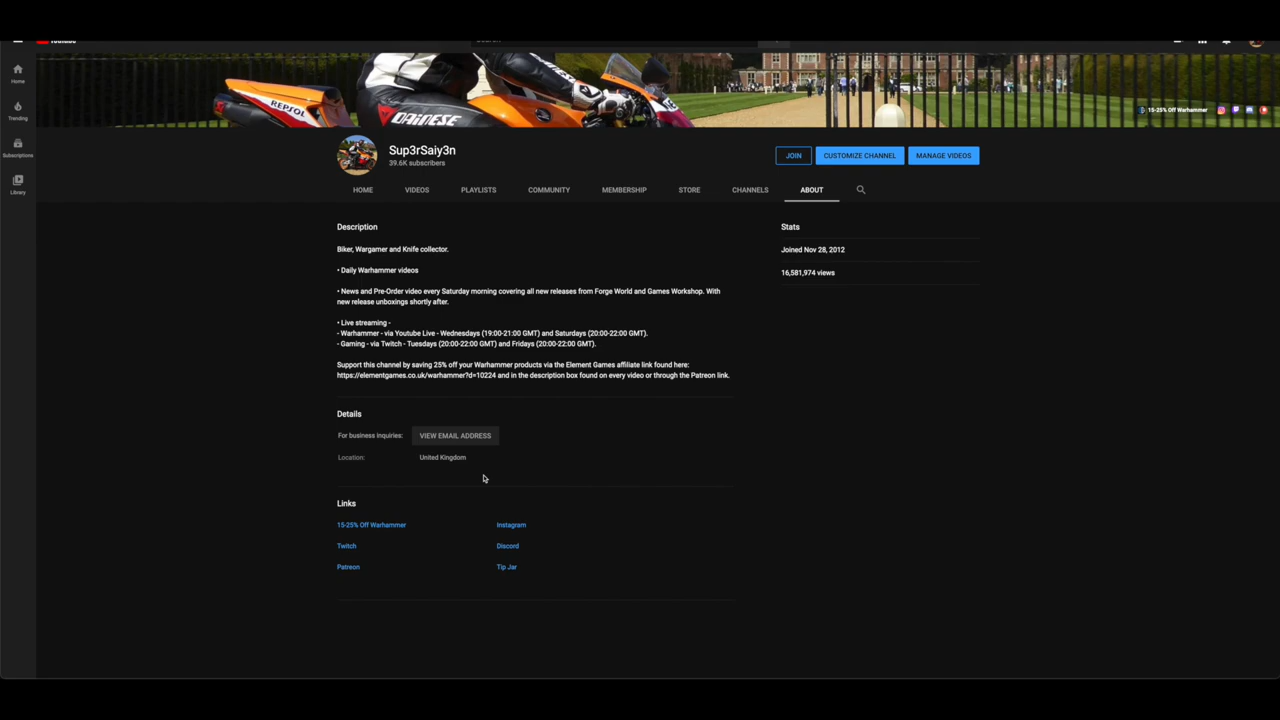 REPSOL
DAINESE
15-25% Off Warhammer
Home
Trending
Subscriptions
Library
Sup3rSaiy3n
39.6K subscribers
JOIN
CUSTOMIZE CHANNEL
MANAGE VIDEOS
HOME
VIDEOS
PLAYLISTS
COMMUNITY
MEMBERSHIP
STORE
CHANNELS
ABOUT
Description
Biker, Wargamer and Knife collector.
• Daily Warhammer videos
• News and Pre-Order video every Saturday morning covering all new releases from Forge World and Games Workshop. With
new release unboxings shortly after.
• Live streaming -
- Warhammer - via Youtube Live - Wednesdays (19:00-21:00 GMT) and Saturdays (20:00-22:00 GMT).
- Gaming - via Twitch - Tuesdays (20:00-22:00 GMT) and Fridays (20:00-22:00 GMT).
Support this channel by saving 25% off your Warhammer products via the Element Games affiliate link found here:
https://elementgames.co.uk/warhammer?d=10224 and in the description box found on every video or through the Patreon link.
Details
For business inquiries:
VIEW EMAIL ADDRESS
Location:
United Kingdom
Links
15-25% Off Warhammer
Instagram
Twitch
Discord
Patreon
Tip Jar
Stats
Joined Nov 28, 2012
16,581,974 views